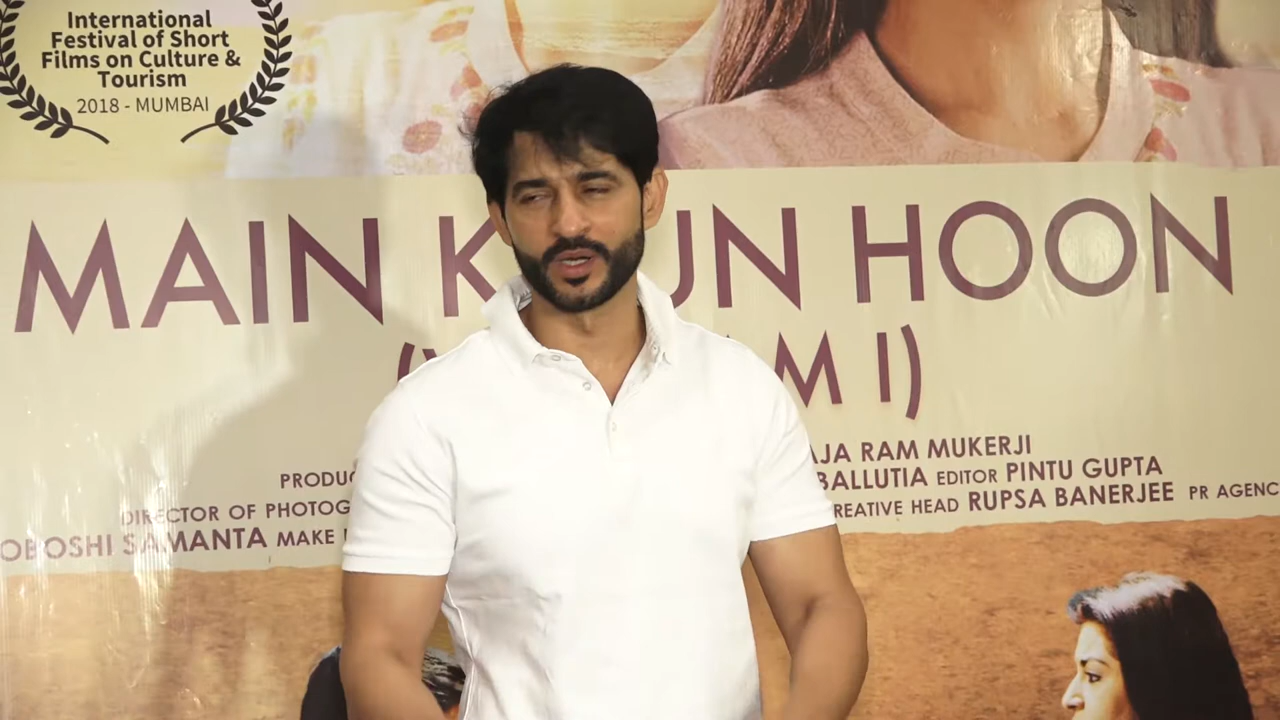 International
Festival of Short
Films on Culture &
Tourism
2018 - MUMBAI
MAIN K UN HOON
AM I)
AJA RAM MUKERJI
PRODUC BALLUTIA EDITOR PINTU GUPTA
DIRECTOR OF PHOTOG REATIVE HEAD RUPSA BANERJEE PR AGENC
OBOSHI SAMANTA MAKE